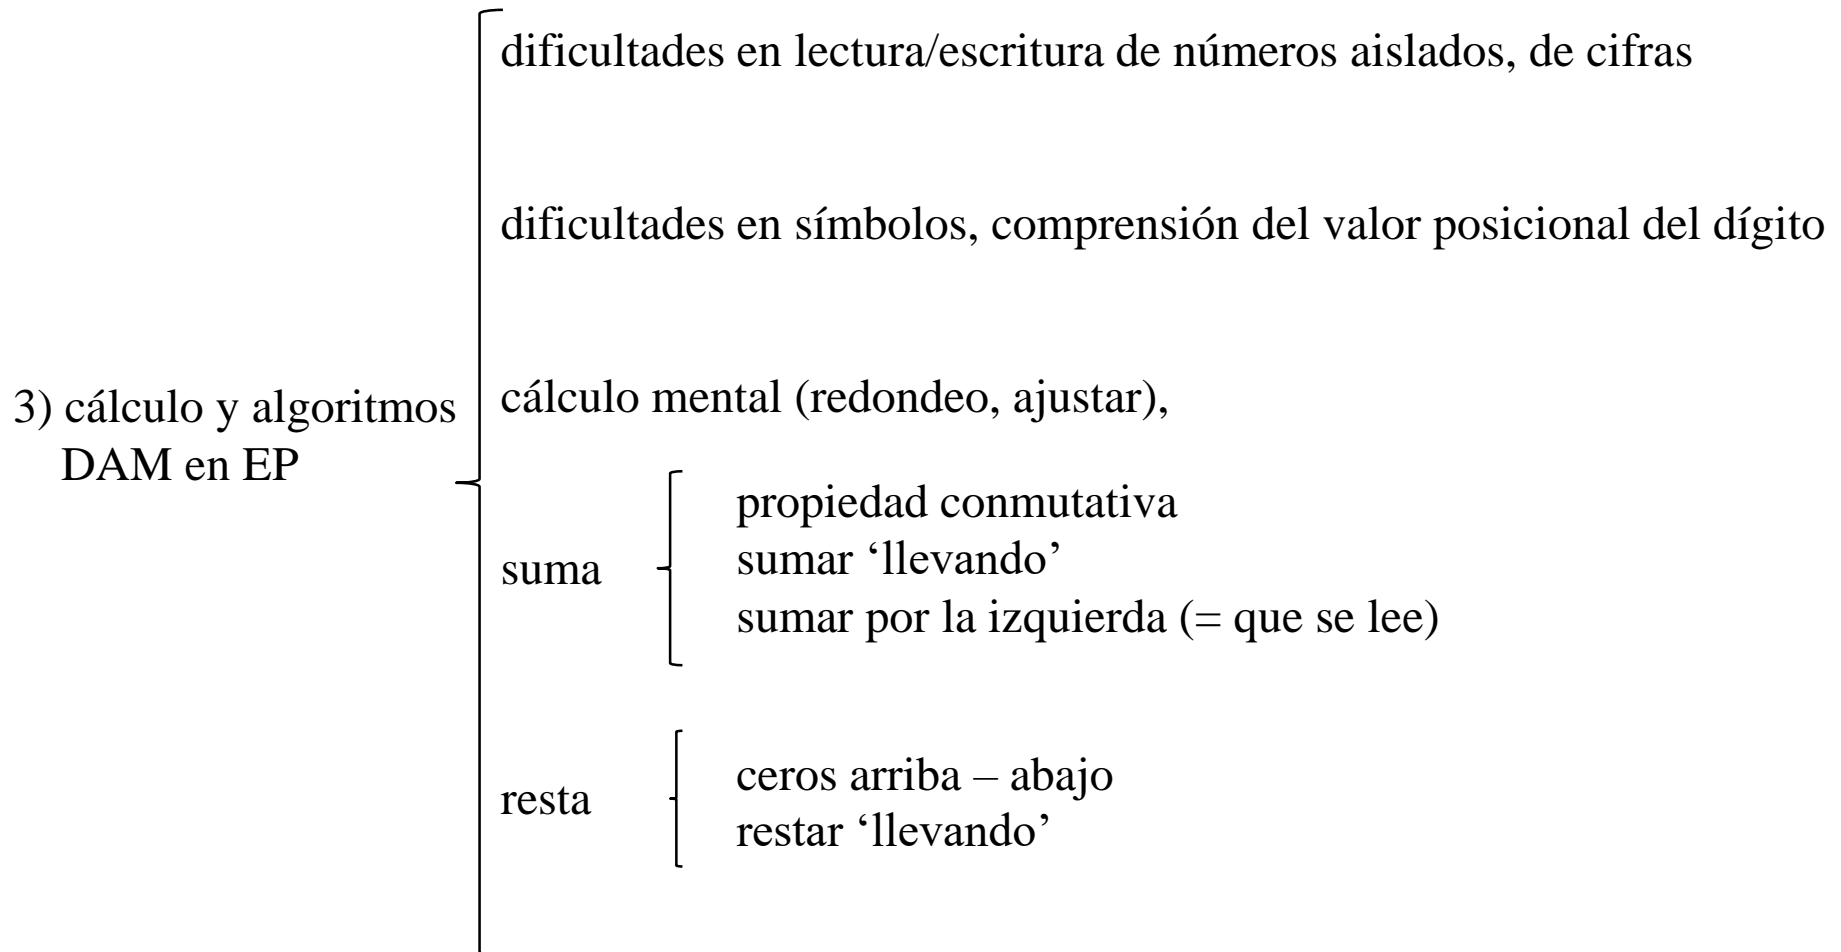 dificultades en lectura/escritura de números aislados, de cifras
dificultades en símbolos, comprensión del valor posicional del dígito
3) cálculo y algoritmos
DAM en EP
cálculo mental (redondeo, ajustar),
suma
propiedad conmutativa
sumar ‘llevando’
sumar por la izquierda (= que se lee)
resta
ceros arriba – abajo
restar ‘llevando’